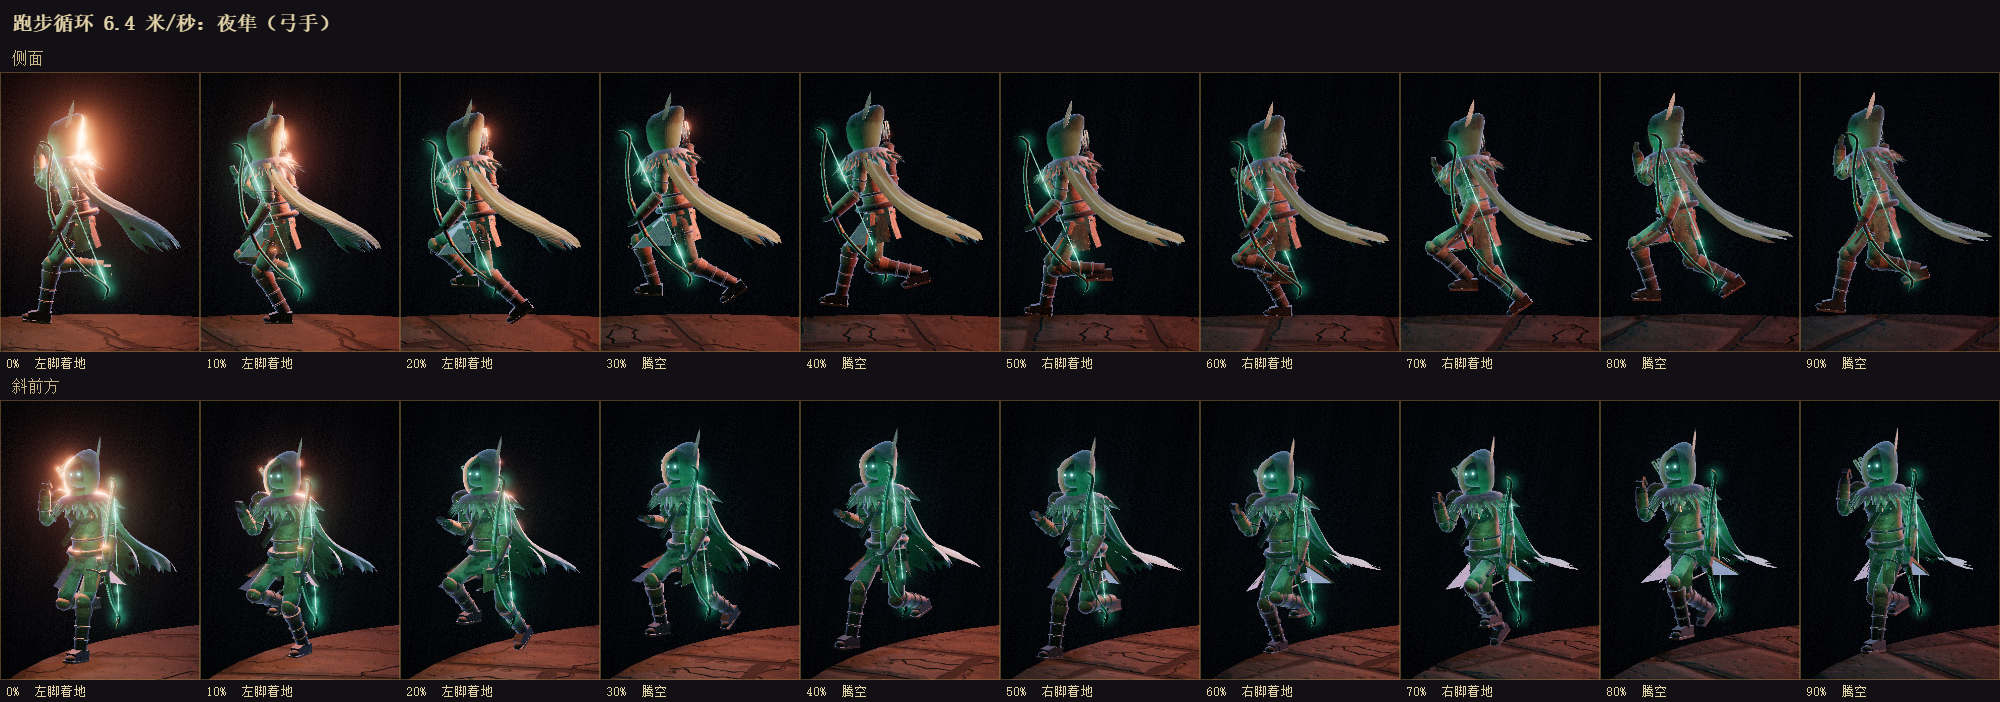 跑步循环 6.4 米/秒: 夜隼（弓手）
侧面
0% 左脚着地 10% 左脚着地 20% 左脚着地 30% 腾空 40% 腾空 50% 右脚着地 60% 右脚着地 70% 右脚着地 80% 腾空 90% 腾空
斜前方
0% 左脚着地 10% 左脚着地 20% 左脚着地 30% 腾空 40% 腾空 50% 右脚着地 60% 右脚着地 70% 右脚着地 80% 腾空 90% 腾空